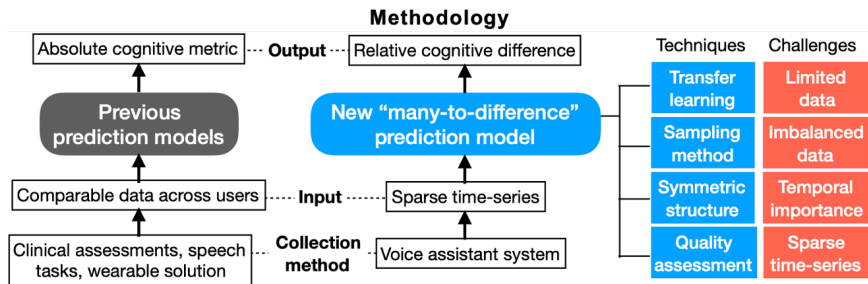 Methodology
Absolute cognitive metric
Output
Relative cognitive difference
Techniques
Challenges
Previous
prediction models
New “many-to-difference”
prediction model
Transfer
learning
Limited
data
Sampling
method
Imbalanced
data
Comparable data across users
Input
Sparse time-series
Symmetric
structure
Temporal
importance
Clinical assessments, speech
tasks, wearable solution
Collection
method
Voice assistant system
Quality
assessment
Sparse
time-series